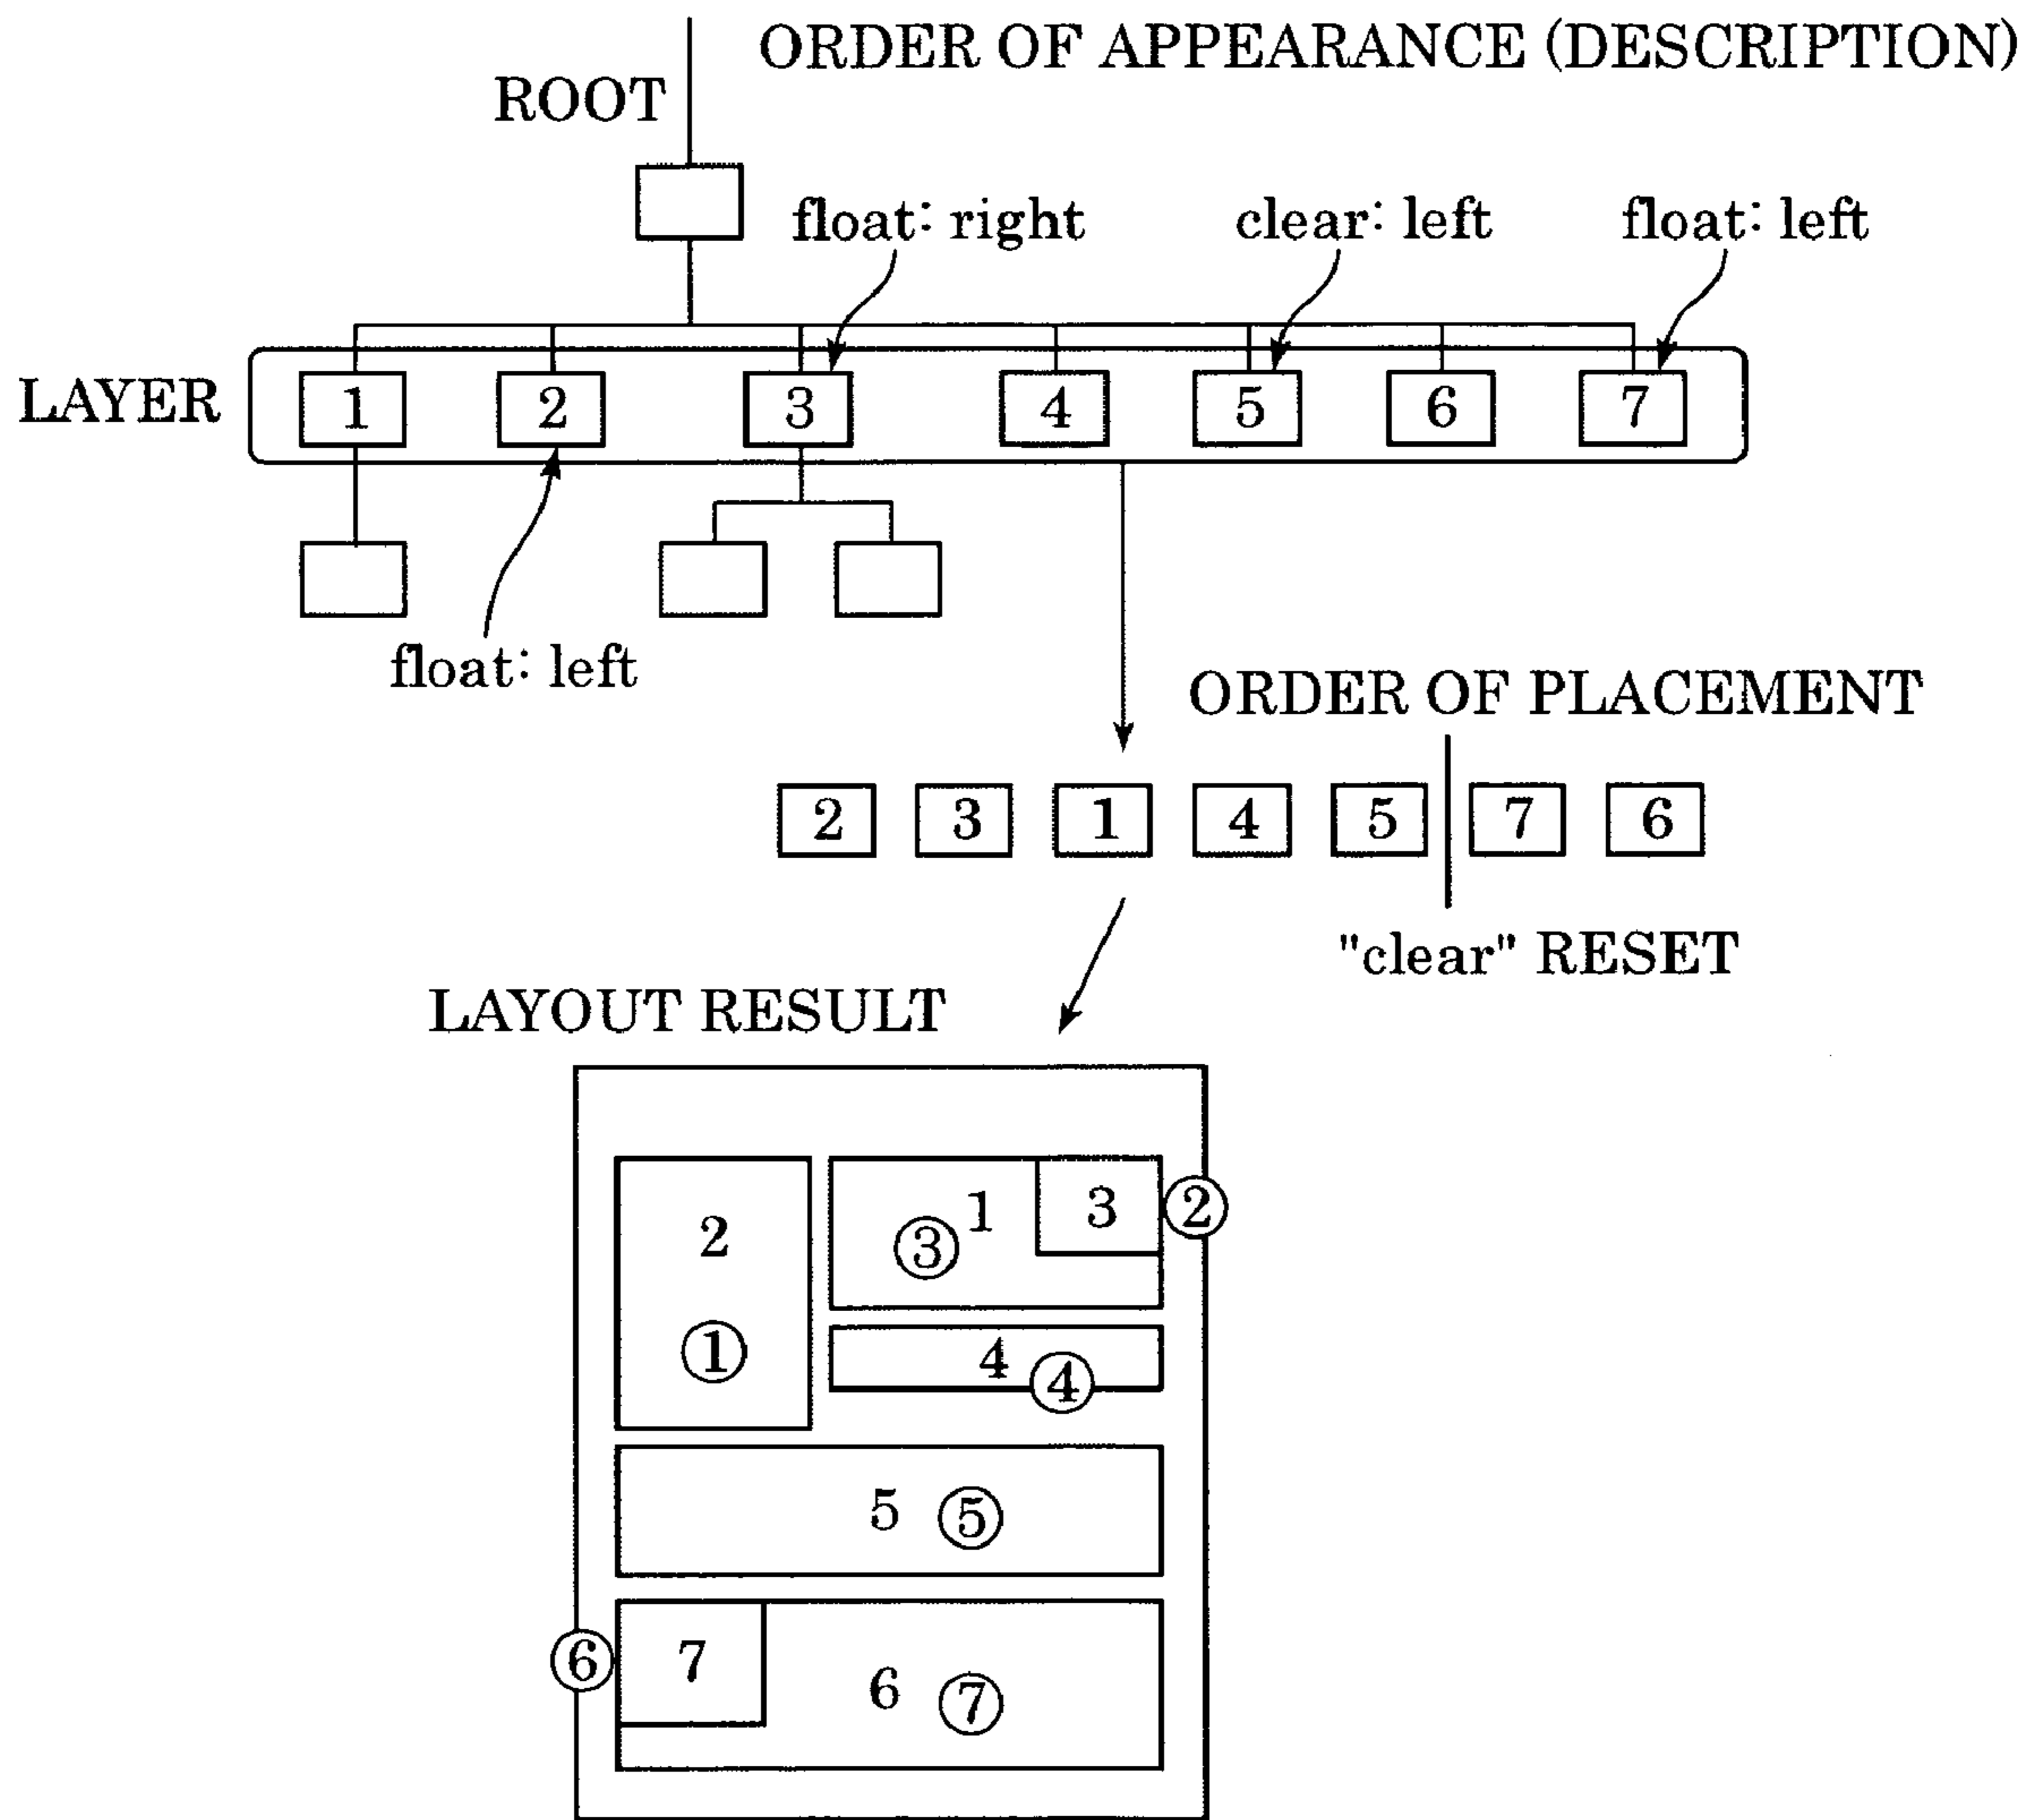 ORDER OF APPEARANCE (DESCRIPTION)
ROOT
float: right clear: left float: left
LAYER 1 2 3 4 5 6 7
float: left
ORDER OF PLACEMENT
2 3 1 4 5 7 6
"clear" RESET
LAYOUT RESULT
2 1 3 ②
③
① 4 ④
5 ⑤
⑥ 7 6 ⑦